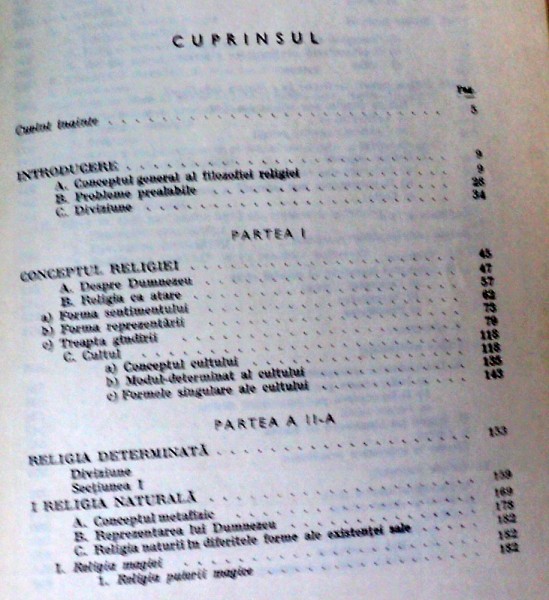 CUPRINSUL
Pag.
Cuvînt înainte . . . 5
INTRODUCERE . . . 9
A. Conceptul general al filozofiei religiei . . . 9
B. Probleme prealabile . . . 28
C. Diviziune . . . 34
PARTEA I
CONCEPTUL RELIGIEI . . . 45
A. Despre Dumnezeu . . . 47
B. Religia ca atare . . . 57
a) Forma sentimentului . . . 62
b) Forma reprezentării . . . 73
c) Treapta gîndirii . . . 79
C. Cultul . . . 118
a) Conceptul cultului . . . 118
b) Modul-determinat al cultului . . . 135
c) Formele singulare ale cultului . . . 143
PARTEA A II-A
RELIGIA DETERMINATĂ . . . 153
Diviziune
Secțiunea I
I RELIGIA NATURALĂ . . . 159
A. Conceptul metafizic . . . 169
B. Reprezentarea lui Dumnezeu . . . 178
C. Religia naturii în diferitele forme ale existenței sale . . . 182
1. Religia magiei . . . 182
1. Religia puterii magice . . . 182